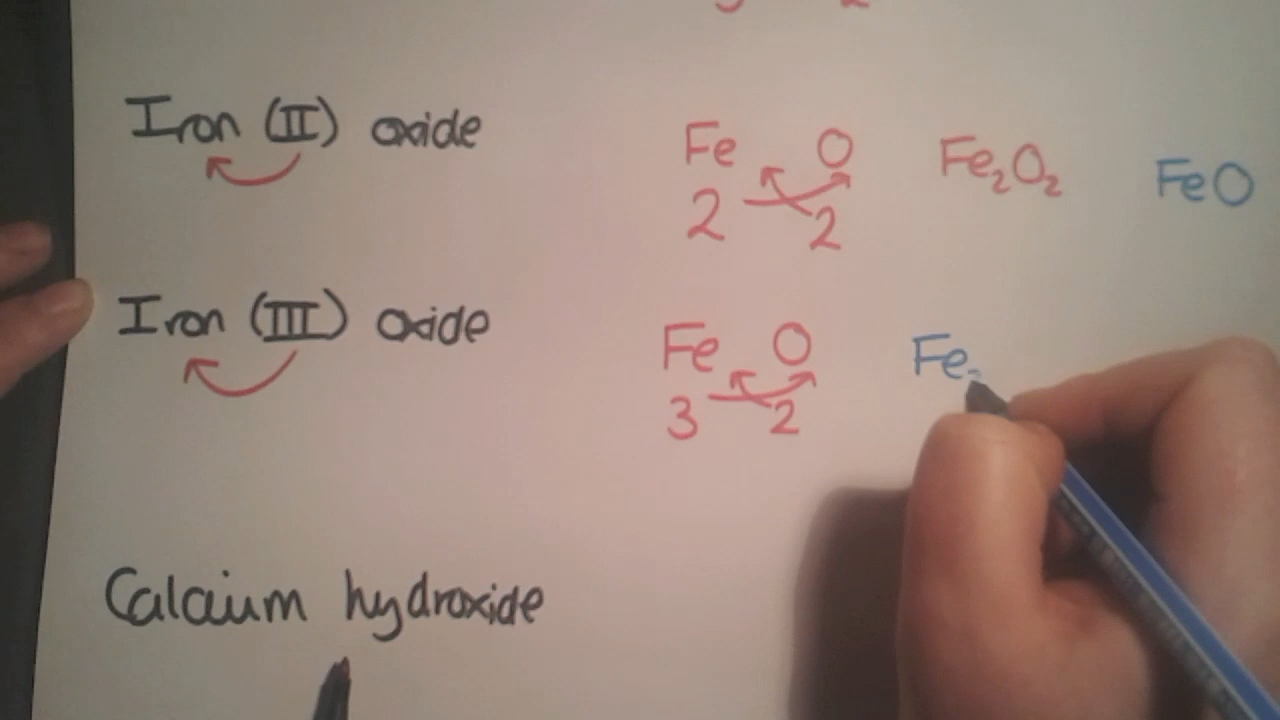 Iron (II) oxide
Fe O Fe₂O₂ FeO
2 2
Iron (III) oxide
Fe O Fe
3 2
Calcium hydroxide